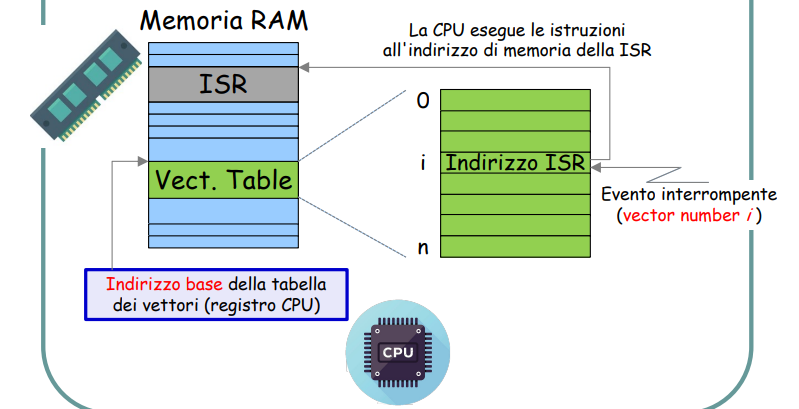 Memoria RAM
La CPU esegue le istruzioni
all'indirizzo di memoria della ISR
ISR
0
i
Indirizzo ISR
Vect. Table
Evento interrompente
(vector number i)
n
Indirizzo base della tabella
dei vettori (registro CPU)
CPU